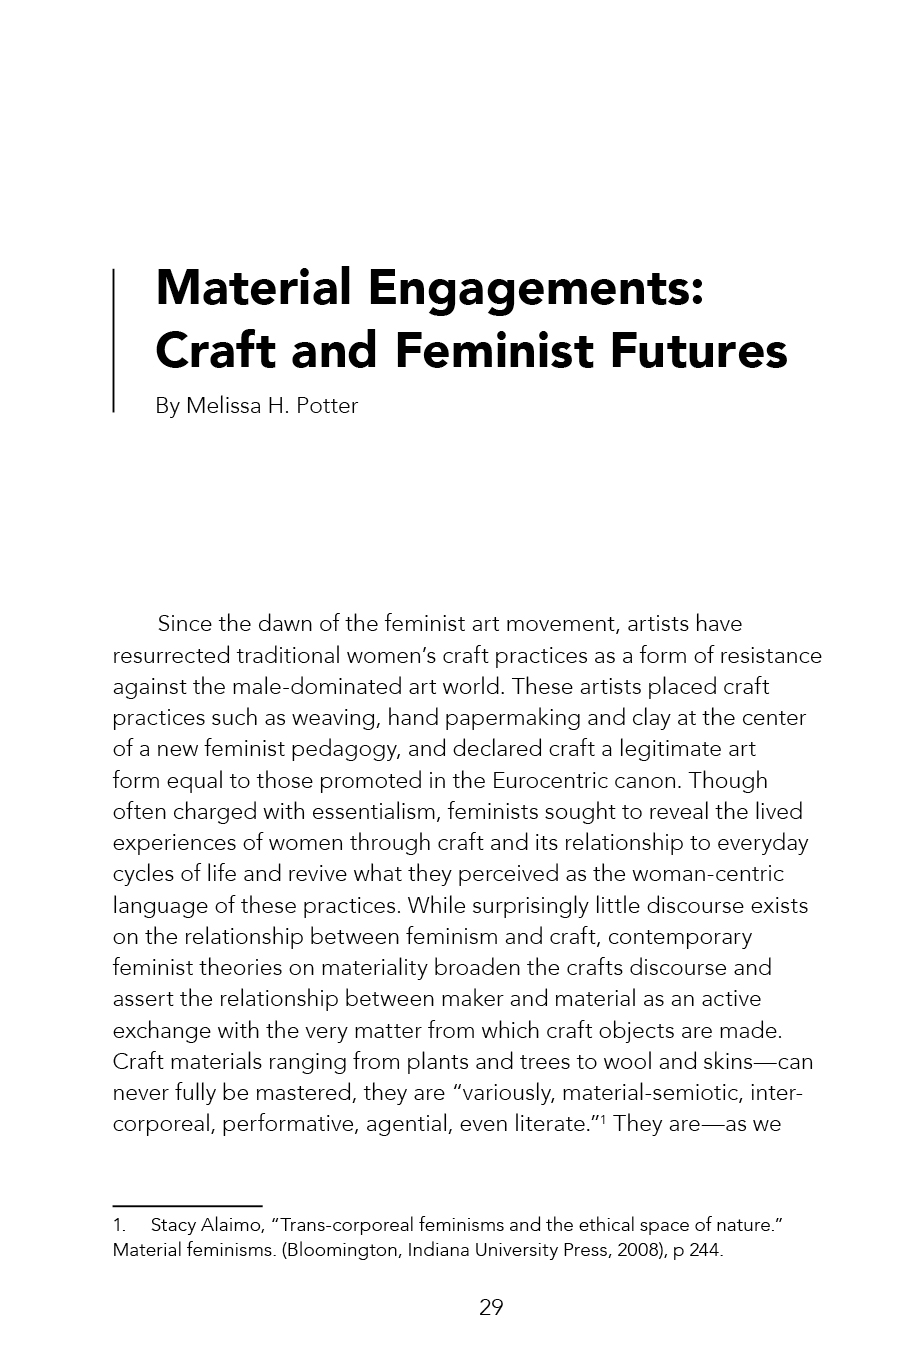 Material Engagements:
Craft and Feminist Futures
By Melissa H. Potter
Since the dawn of the feminist art movement, artists have
resurrected traditional women’s craft practices as a form of resistance
against the male-dominated art world. These artists placed craft
practices such as weaving, hand papermaking and clay at the center
of a new feminist pedagogy, and declared craft a legitimate art
form equal to those promoted in the Eurocentric canon. Though
often charged with essentialism, feminists sought to reveal the lived
experiences of women through craft and its relationship to everyday
cycles of life and revive what they perceived as the woman-centric
language of these practices. While surprisingly little discourse exists
on the relationship between feminism and craft, contemporary
feminist theories on materiality broaden the crafts discourse and
assert the relationship between maker and material as an active
exchange with the very matter from which craft objects are made.
Craft materials ranging from plants and trees to wool and skins—can
never fully be mastered, they are “variously, material-semiotic, inter-
corporeal, performative, agential, even literate.”1 They are—as we
1. Stacy Alaimo, “Trans-corporeal feminisms and the ethical space of nature.”
Material feminisms. (Bloomington, Indiana University Press, 2008), p 244.
29